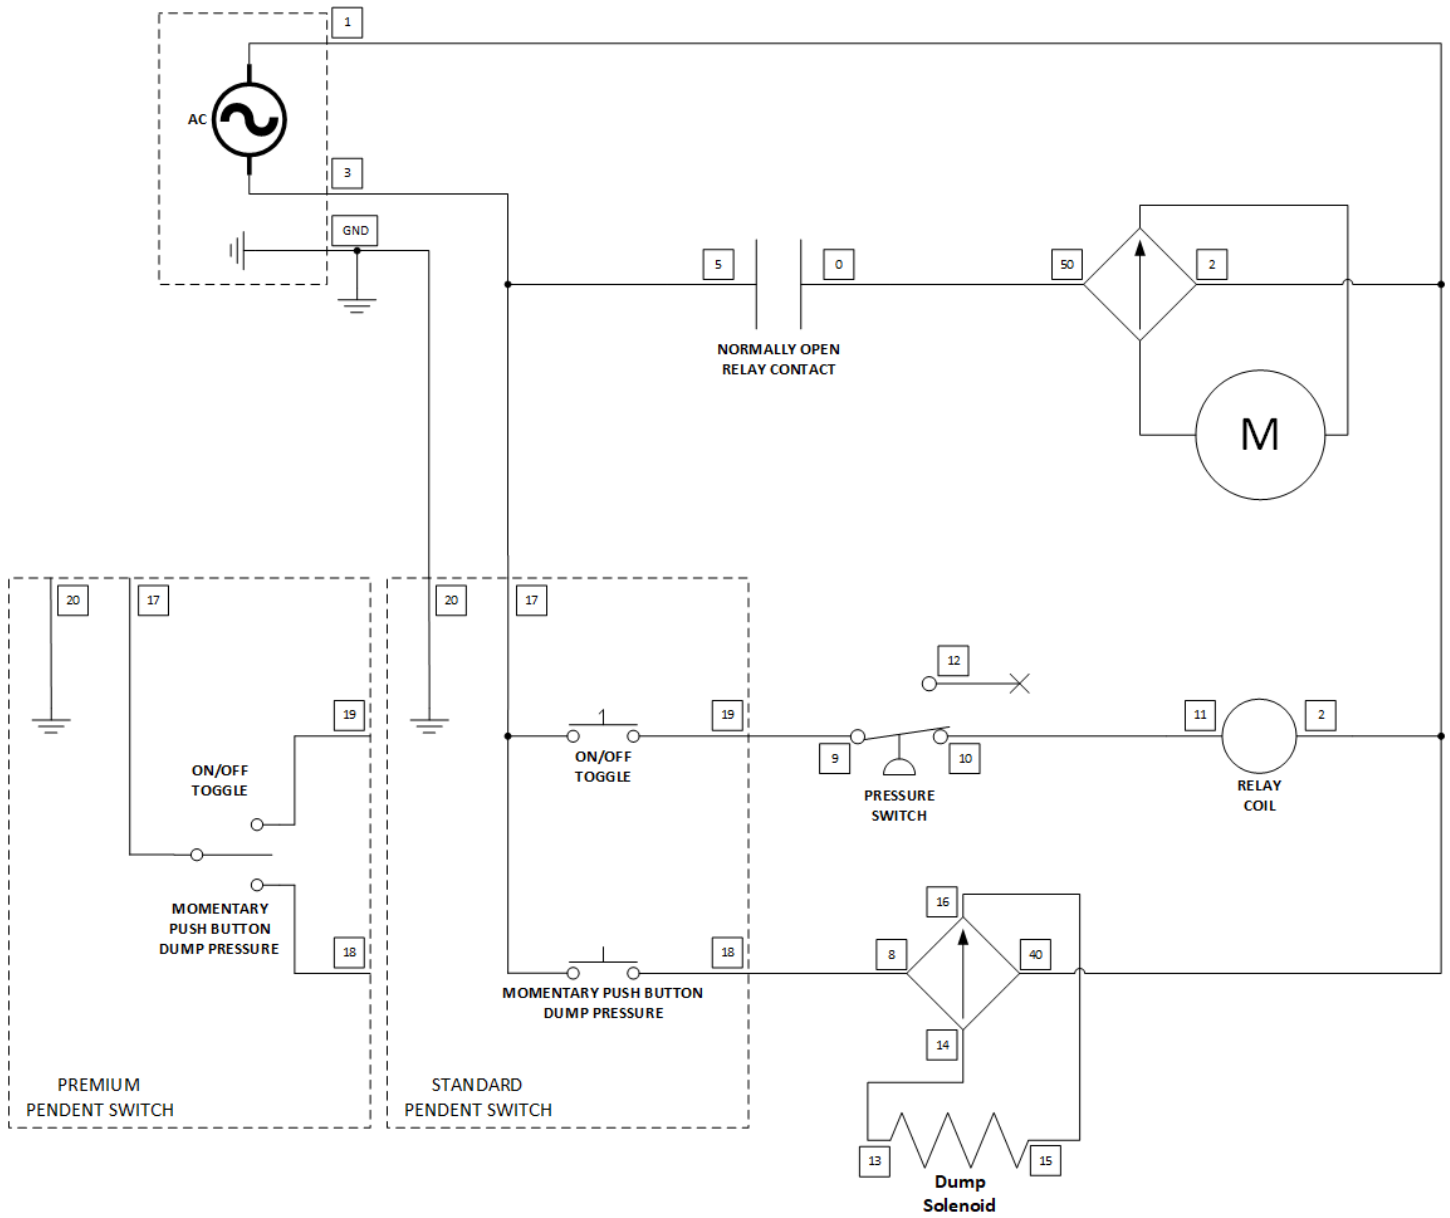 1
AC
3
GND
5
0
50
2
NORMALLY OPEN
RELAY CONTACT
M
20
17
20
17
12
19
19
11
2
9
10
ON/OFF
TOGGLE
ON/OFF
TOGGLE
PRESSURE
SWITCH
RELAY
COIL
16
MOMENTARY
PUSH BUTTON
DUMP PRESSURE
18
18
8
40
MOMENTARY PUSH BUTTON
DUMP PRESSURE
14
PREMIUM
PENDENT SWITCH
STANDARD
PENDENT SWITCH
13
15
Dump
Solenoid